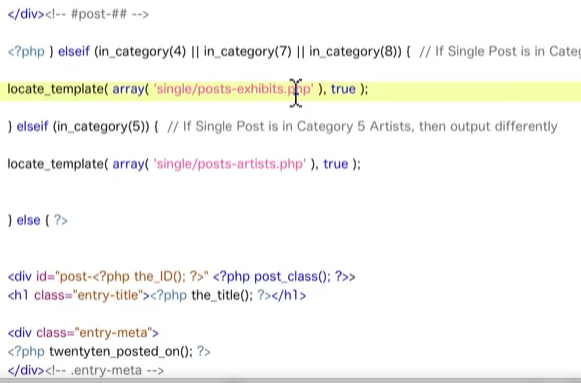 </div><!-- #post-## -->
<?php } elseif (in_category(4) || in_category(7) || in_category(8)) { // If Single Post is in
locate_template( array( 'single/posts-exhibits.php' ), true );
} elseif (in_category(5)) { // If Single Post is in Category 5 Artists, then output differently
locate_template( array( 'single/posts-artists.php' ), true );
} else { ?>
<div id="post-<?php the_ID(); ?>" <?php post_class(); ?>>
<h1 class="entry-title"><?php the_title(); ?></h1>
<div class="entry-meta">
<?php twentyten_posted_on(); ?>
</div><!-- .entry-meta -->